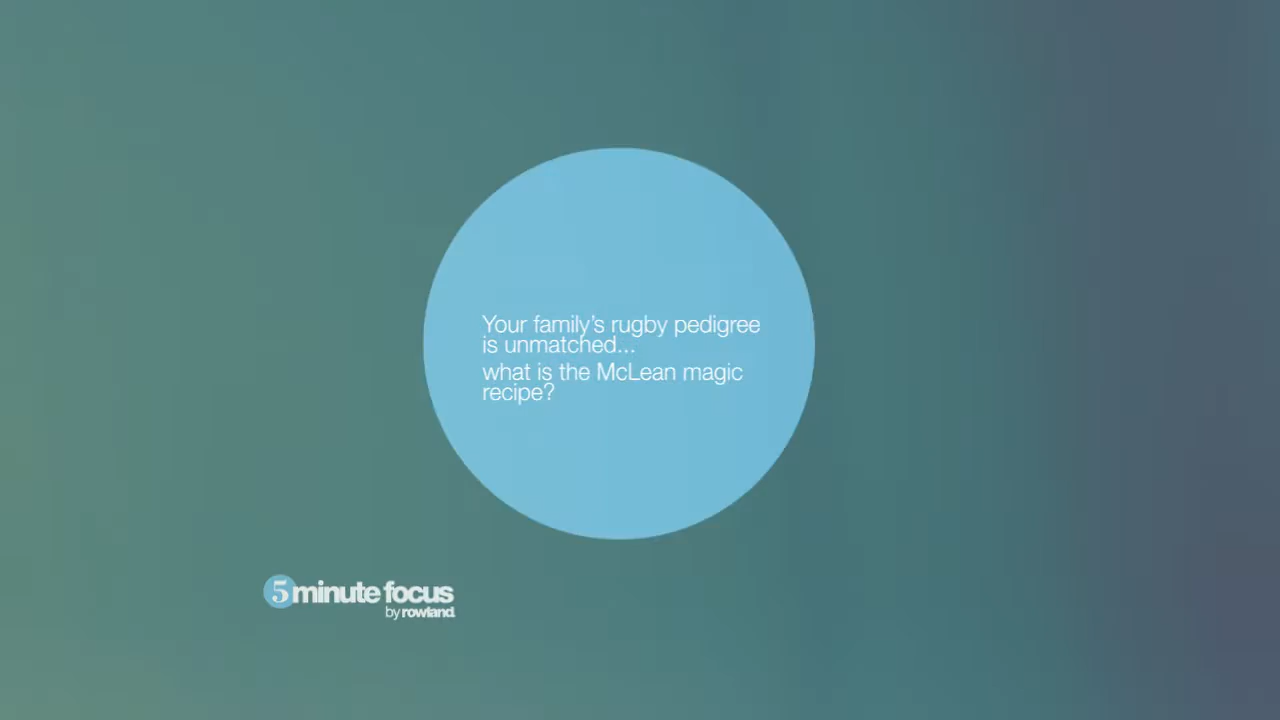 Your family's rugby pedigree
is unmatched...
what is the McLean magic
recipe?
5minute focus
by rowland.